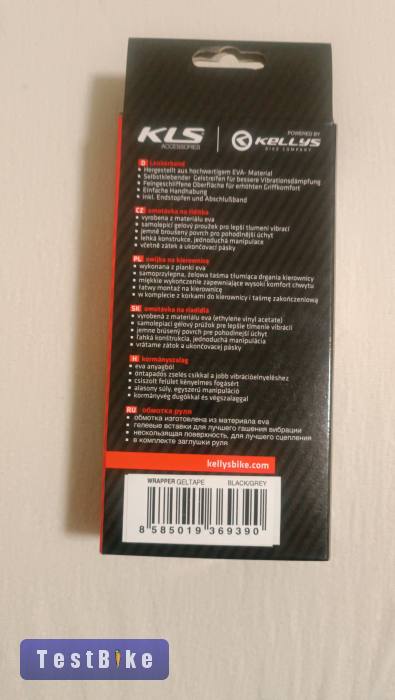 KLS
ACCESSORIES
POWERED BY
KELLYS
BIKE COMPANY
D Lenkerband
• Hergestellt aus hochwertigem EVA- Material
• Selbstklebender Gelstreifen für bessere Vibrationsdämpfung
• Feingeschliffene Oberfläche für erhöhten Griffkomfort
• Einfache Handhabung
• inkl. Endstopfen und Abschlußband
CZ omotávka na řídítka
• vyrobena z materiálu eva
• samolepící gelový proužek pro lepší tlumení vibrací
• jemně broušený povrch pro pohodlnější úchyt
• lehká konstrukce, jednoduchá manipulace
• včetně zátek a ukončovací pásky
PL owijka na kierownicę
• wykonana z pianki eva
• samoprzylepna, żelowa taśma tłumiąca drgania kierownicy
• miękkie wykończenie zapewniające wysoki komfort chwytu
• łatwy montaż na kierownicę
• w komplecie z korkami do kierownicy i taśmę zakończeniową
SK omotávka na riadidlá
• vyrobená z materiálu eva (ethylene vinyl acetate)
• samolepiaci gélový prúžok pre lepšie tlmenie vibrácií
• jemne brúsený povrch pre pohodlnejší úchyt
• ľahká konštrukcia, jednoduchá manipulácia
• vrátame zátok a ukončovacej pásky
H kormányszalag
• eva anyagból
• öntapadós zselés csíkkal a jobb vibrációelnyeléshez
• csiszolt felület kényelmes fogásért
• alasony súly, egyszerű manipuláció
• kormányvég dugókkal és végszalaggal
RU обмотка руля
• обмотка изготовлена из материала eva
• гелевые вставки для лучшего гашения вибрации
• нескользящая поверхность, для лучшего сцепления
• в комплекте заглушки руля
kellysbike.com
WRAPPER GELTAPE BLACK/GREY
8 585019 369390
TestBike